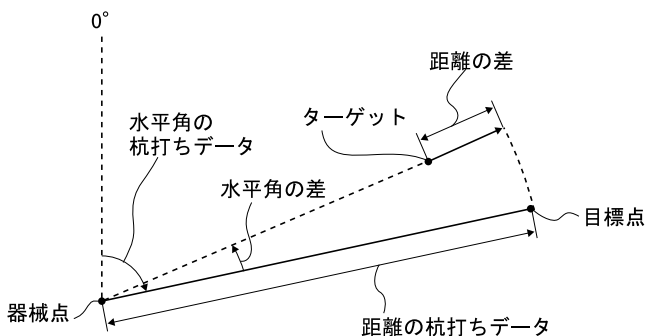 0°
距離の差
水平角の
杭打ちデータ
ターゲット
水平角の差
目標点
器械点
距離の杭打ちデータ